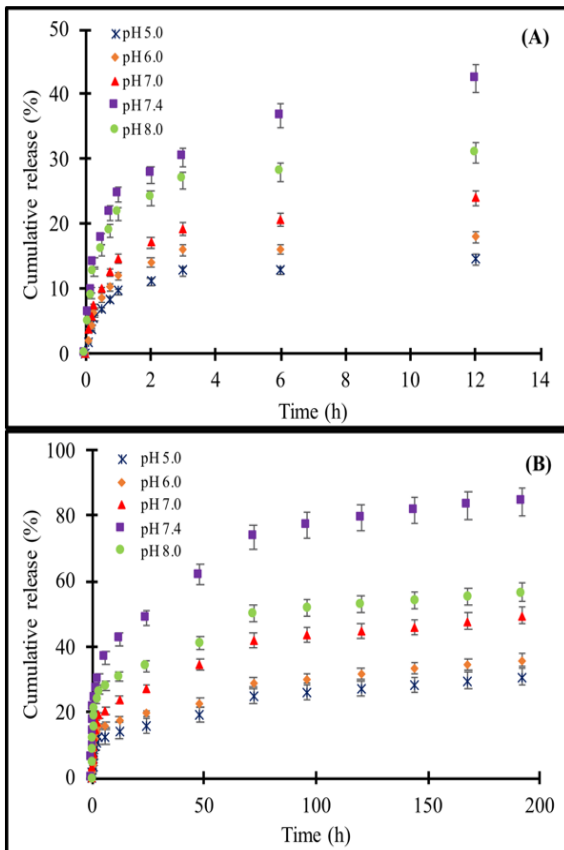 (A)
50
40
30
20
10
0
Cumulative release (%)
pH 5.0
pH 6.0
pH 7.0
pH 7.4
pH 8.0
0 2 4 6 8 10 12 14
Time (h)
(B)
100
80
60
40
20
0
Cumulative release (%)
pH 5.0
pH 6.0
pH 7.0
pH 7.4
pH 8.0
0 50 100 150 200
Time (h)